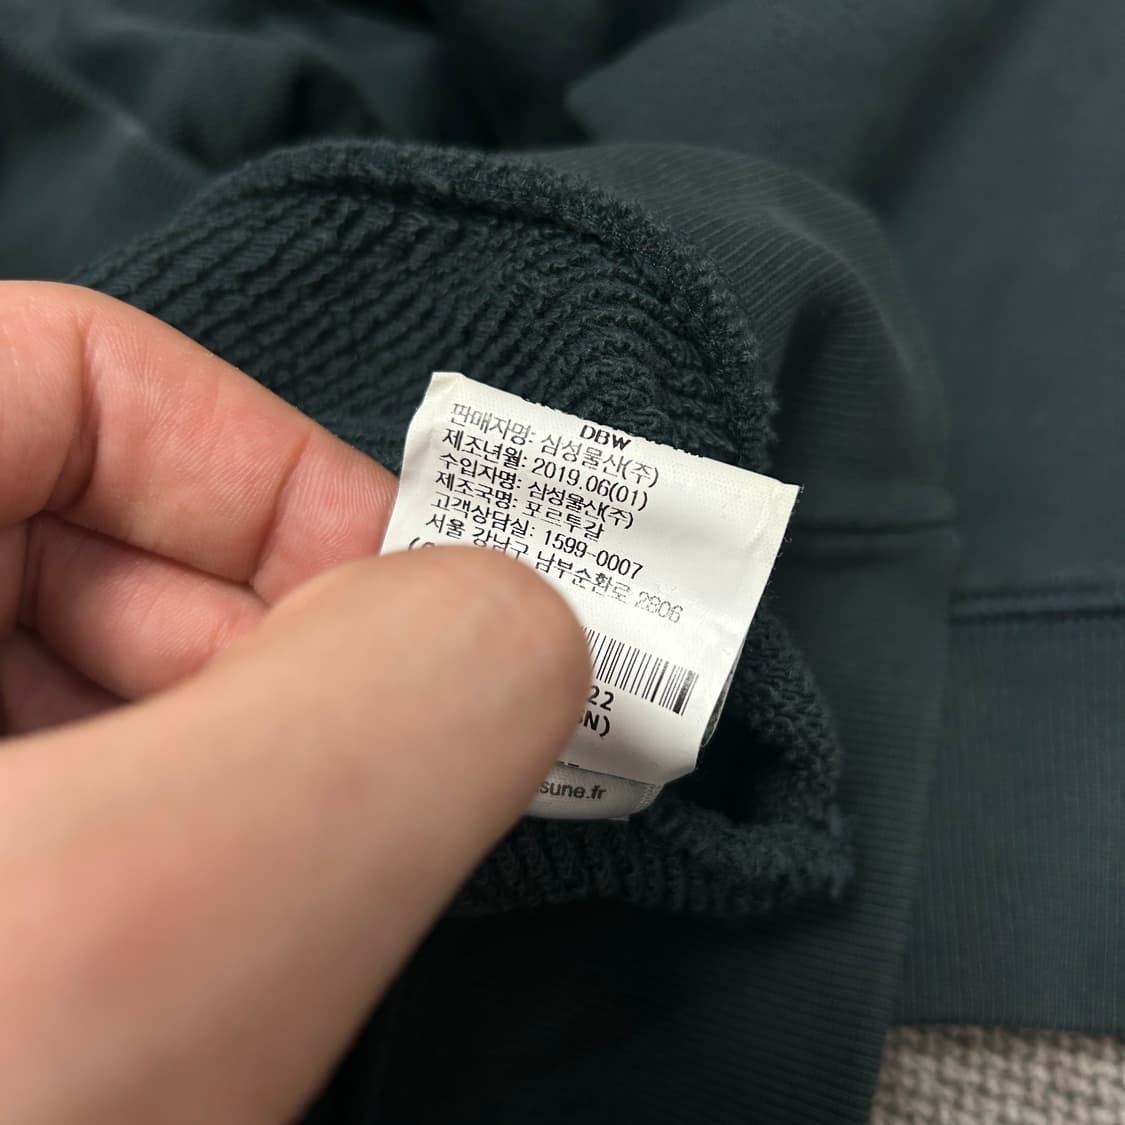 DBW
판매자명: 삼성물산(주)
제조년월: 2019.06(01)
수입자명: 삼성물산(주)
제조국명: 포르투갈
고객상담실: 1599-0007
서울 강남구 남부순환로 2806
22
N)
sune.fr